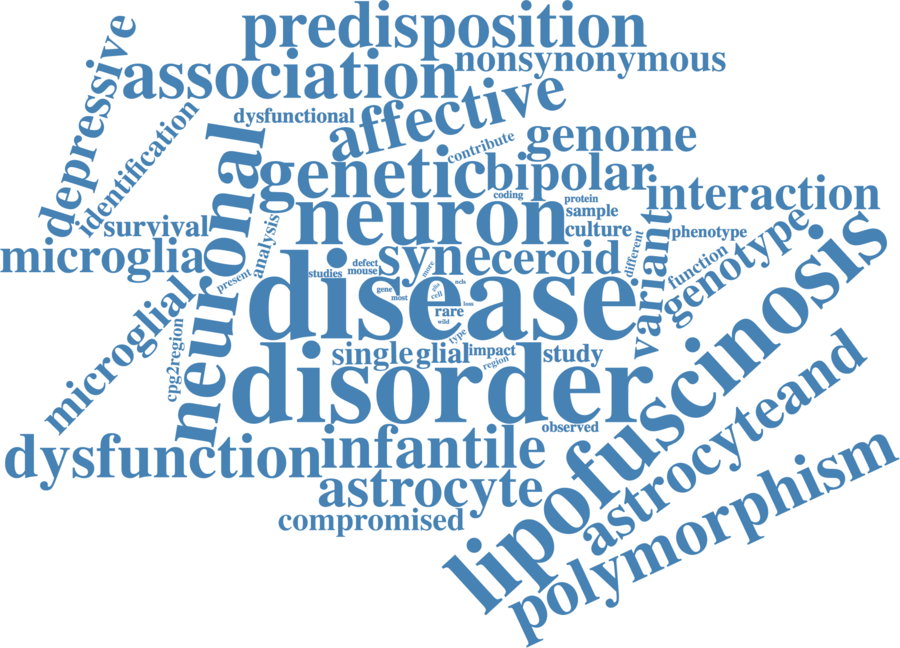 predisposition
nonsynonymous
association
depressive
affective
dysfunctional
identification
contribute
genome
genetic
bipolar
coding
protein
interaction
neuronal
neuron
sample
culture
survival
analysis
microglia
present
syneceroid
different
variant
phenotype
function
genotype
studies
defect
mouse
more
disease
gene
most
glia
cell
ncls
rare
loss
wild
type
microglial
cpg2region
single
glial
impact
region
study
disorder
observed
lipofuscinosis
dysfunction
infantile
astrocyte
compromised
astrocyteand
polymorphism